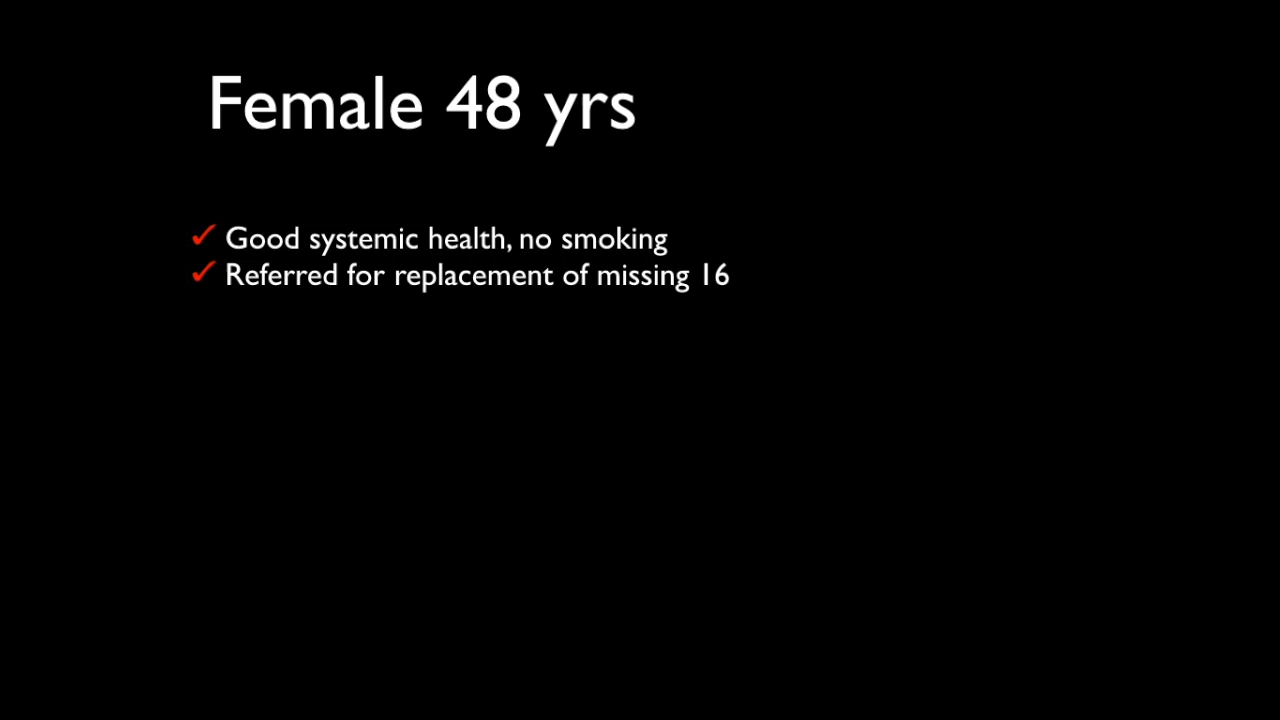 Female 48 yrs
✓ Good systemic health, no smoking
✓ Referred for replacement of missing 16